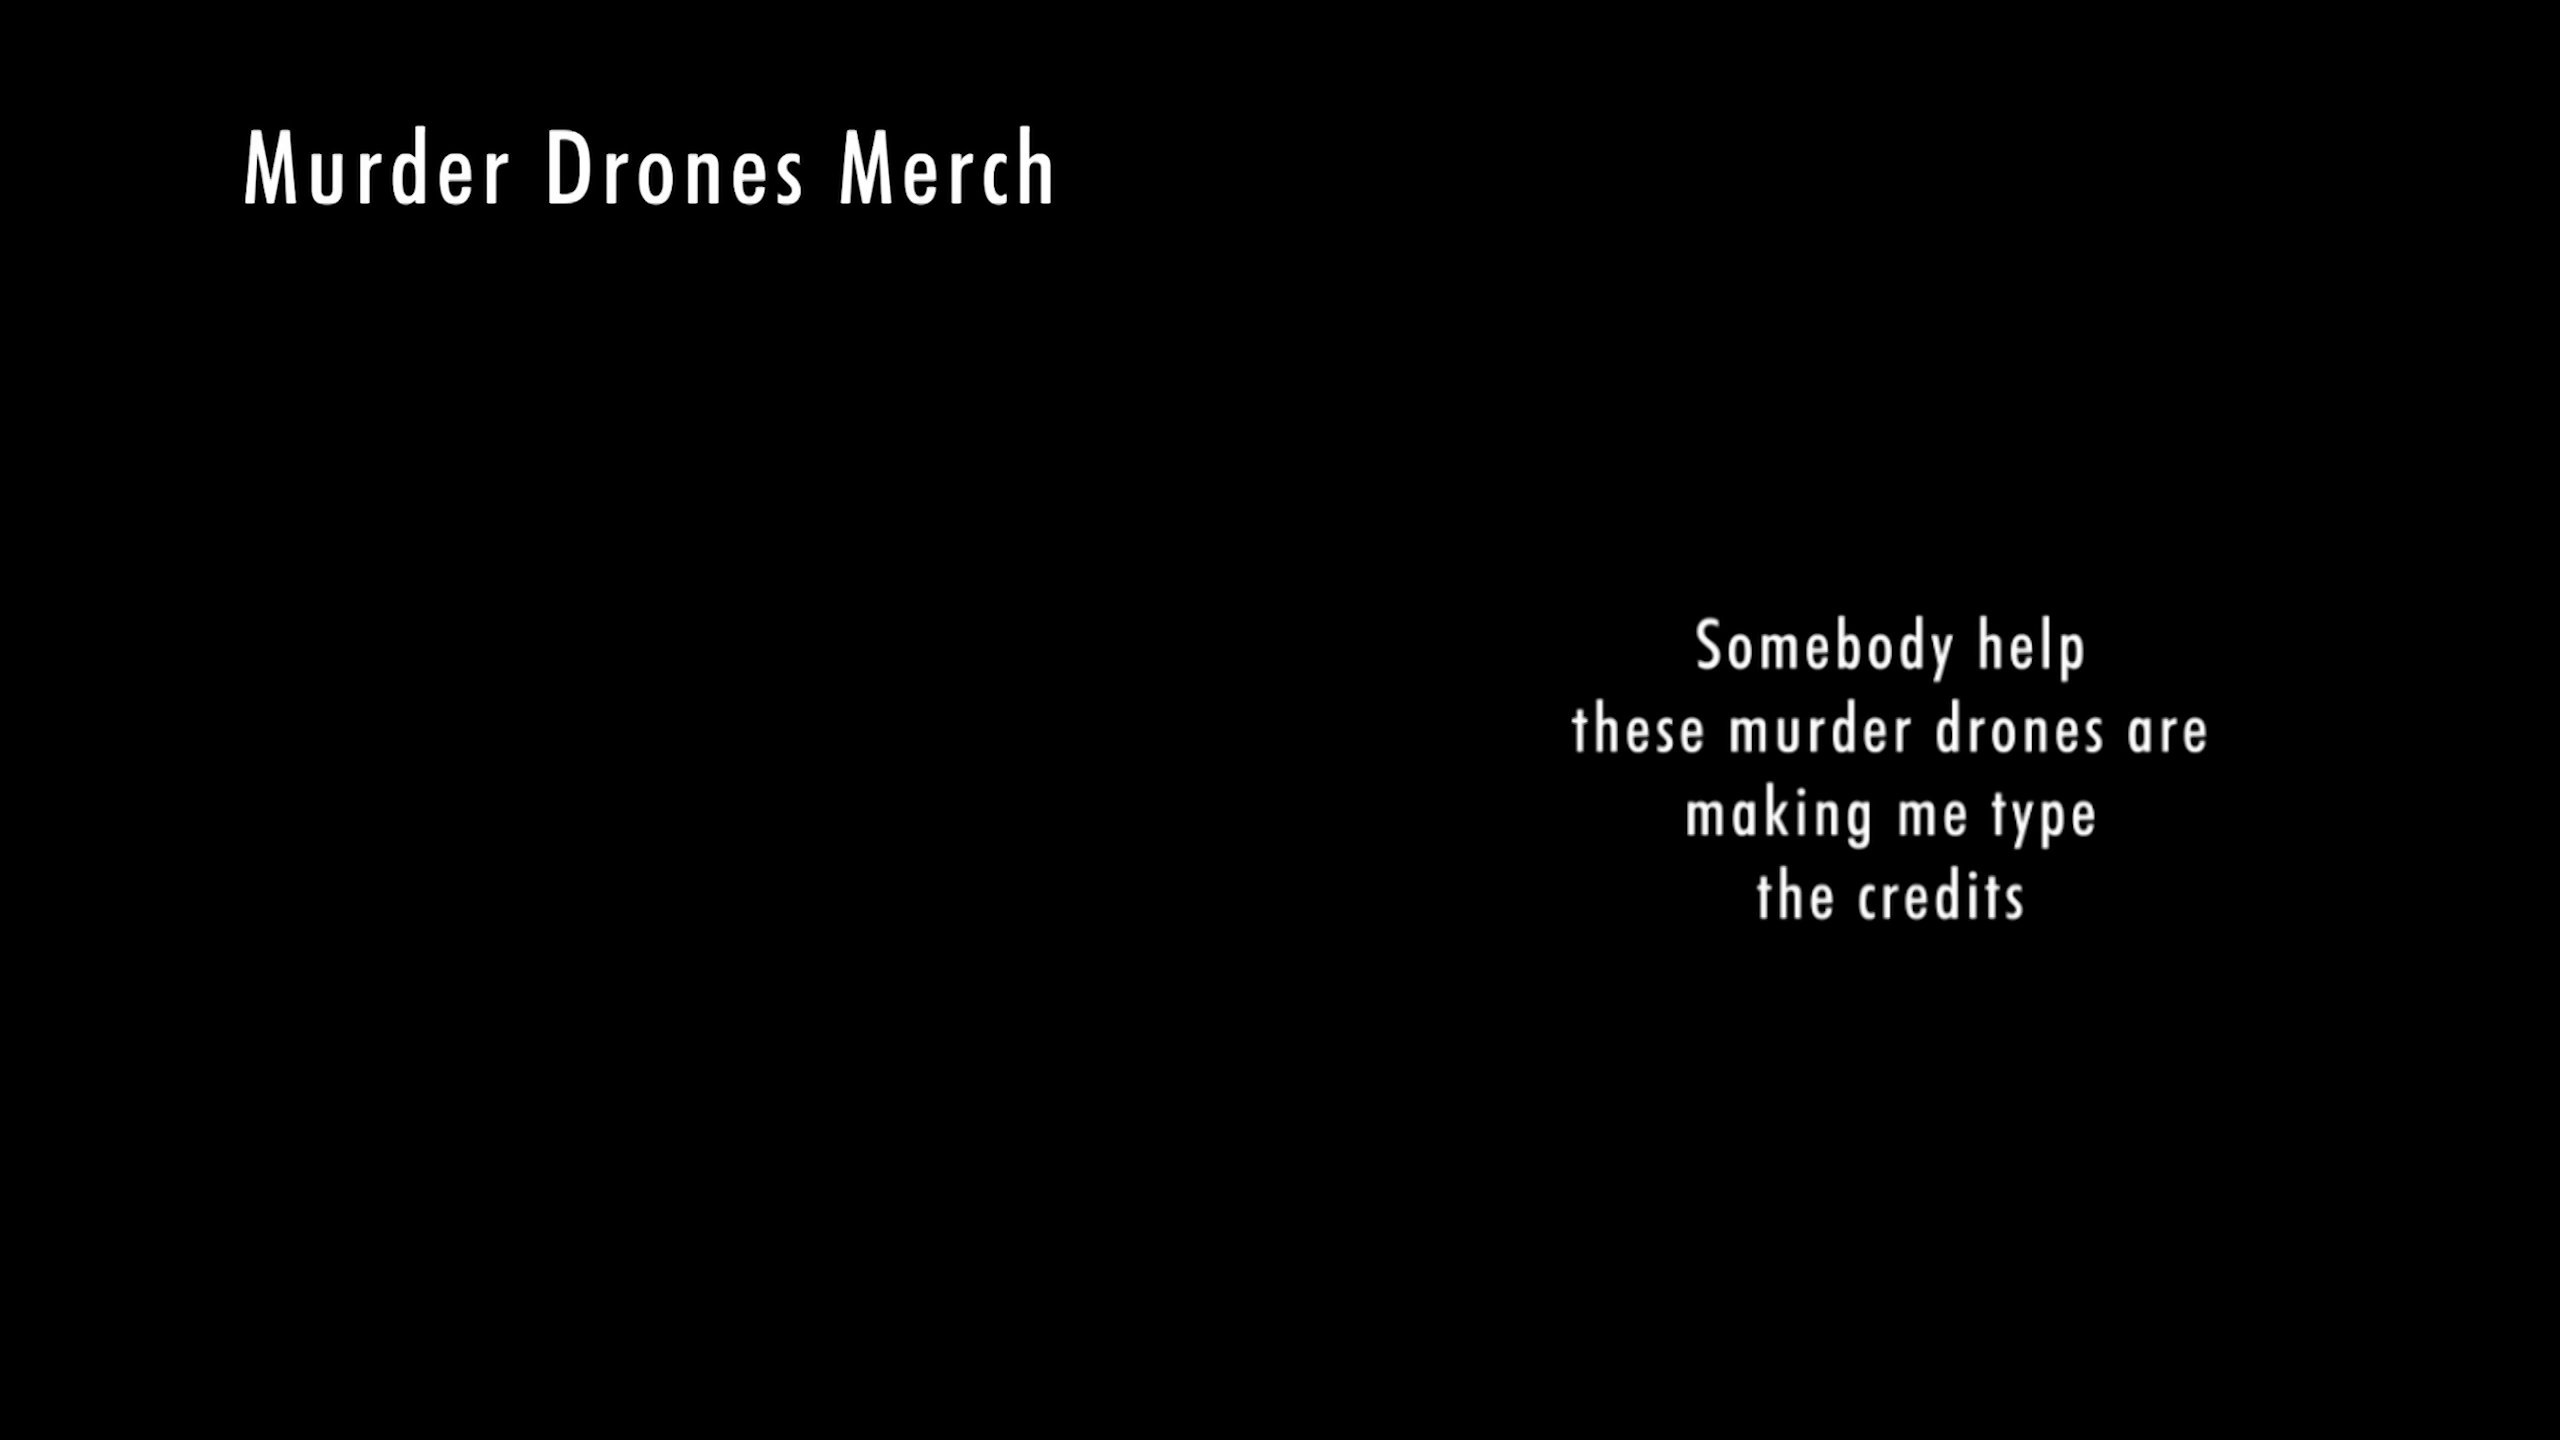 Murder Drones Merch
Somebody help
these murder drones are
making me type
the credits